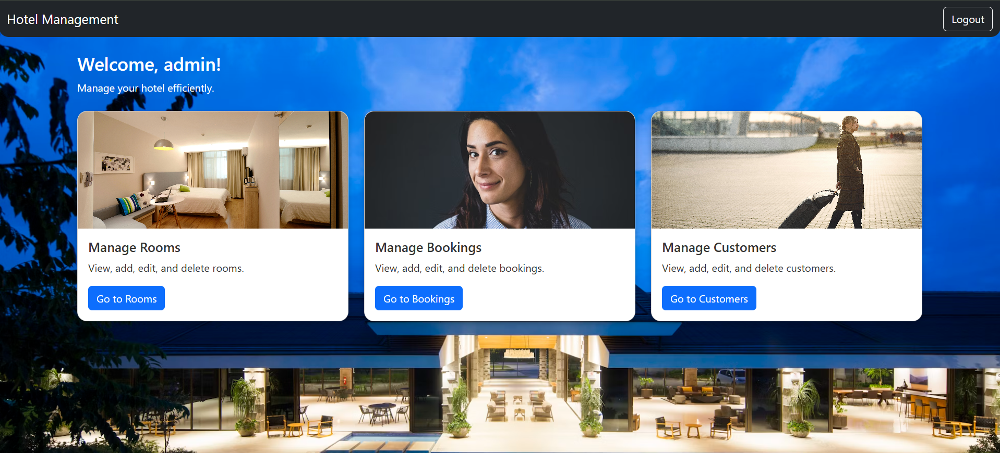 Hotel Management
Logout
Welcome, admin!
Manage your hotel efficiently.
Manage Rooms
View, add, edit, and delete rooms.
Go to Rooms
Manage Bookings
View, add, edit, and delete bookings.
Go to Bookings
Manage Customers
View, add, edit, and delete customers.
Go to Customers